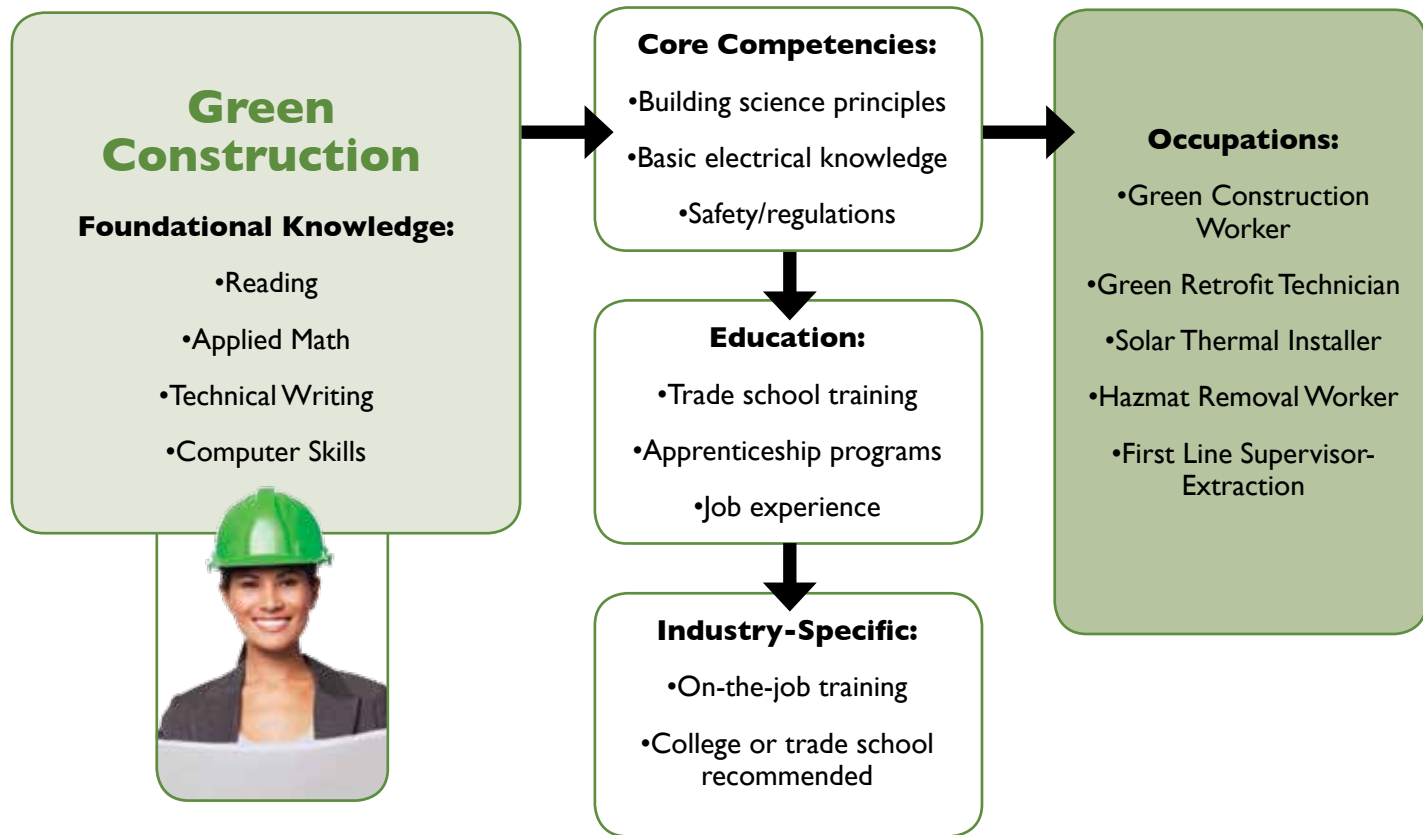 Green
Construction
Foundational Knowledge:
•Reading
•Applied Math
•Technical Writing
•Computer Skills
Core Competencies:
•Building science principles
•Basic electrical knowledge
•Safety/regulations
Education:
•Trade school training
•Apprenticeship programs
•Job experience
Industry-Specific:
•On-the-job training
•College or trade school
recommended
Occupations:
•Green Construction
Worker
•Green Retrofit Technician
•Solar Thermal Installer
•Hazmat Removal Worker
•First Line Supervisor-
Extraction